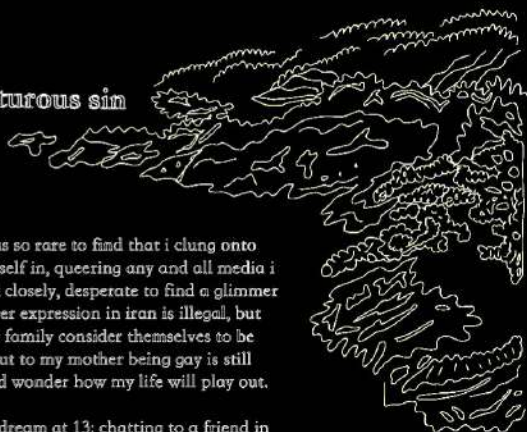 turous sin
us so rare to find that i clung onto
self in, queering any and all media i
closely, desperate to find a glimmer
er expression in iran is illegal, but
family consider themselves to be
ut to my mother being gay is still
d wonder how my life will play out.
dream at 13: chatting to a friend in